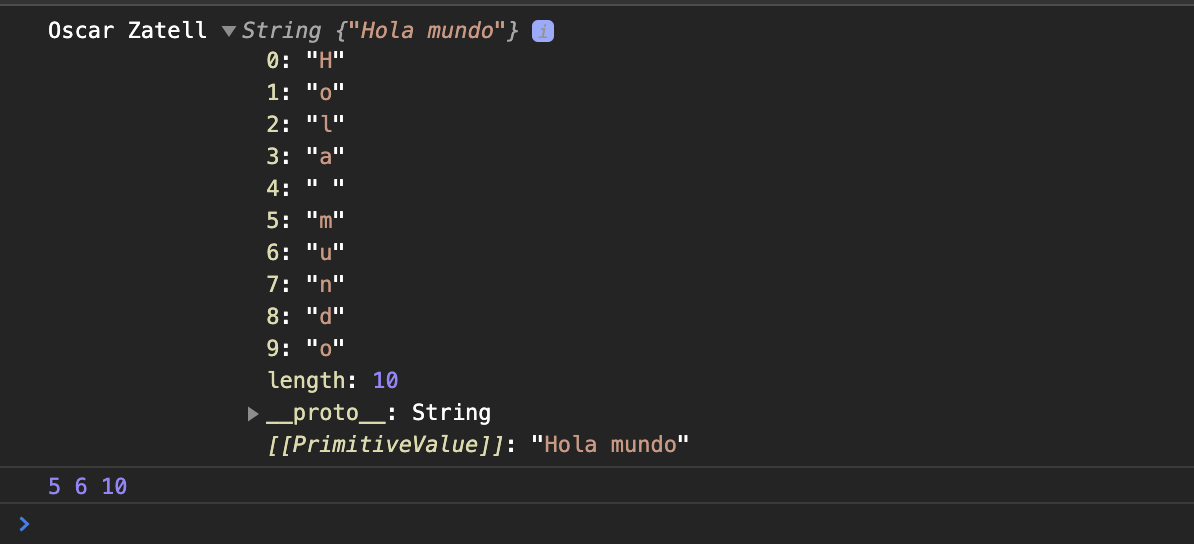 Oscar Zatell ▼String {"Hola mundo"} i
0: "H"
1: "o"
2: "l"
3: "a"
4: " "
5: "m"
6: "u"
7: "n"
8: "d"
9: "o"
length: 10
▶__proto__: String
[[PrimitiveValue]]: "Hola mundo"
5 6 10
>